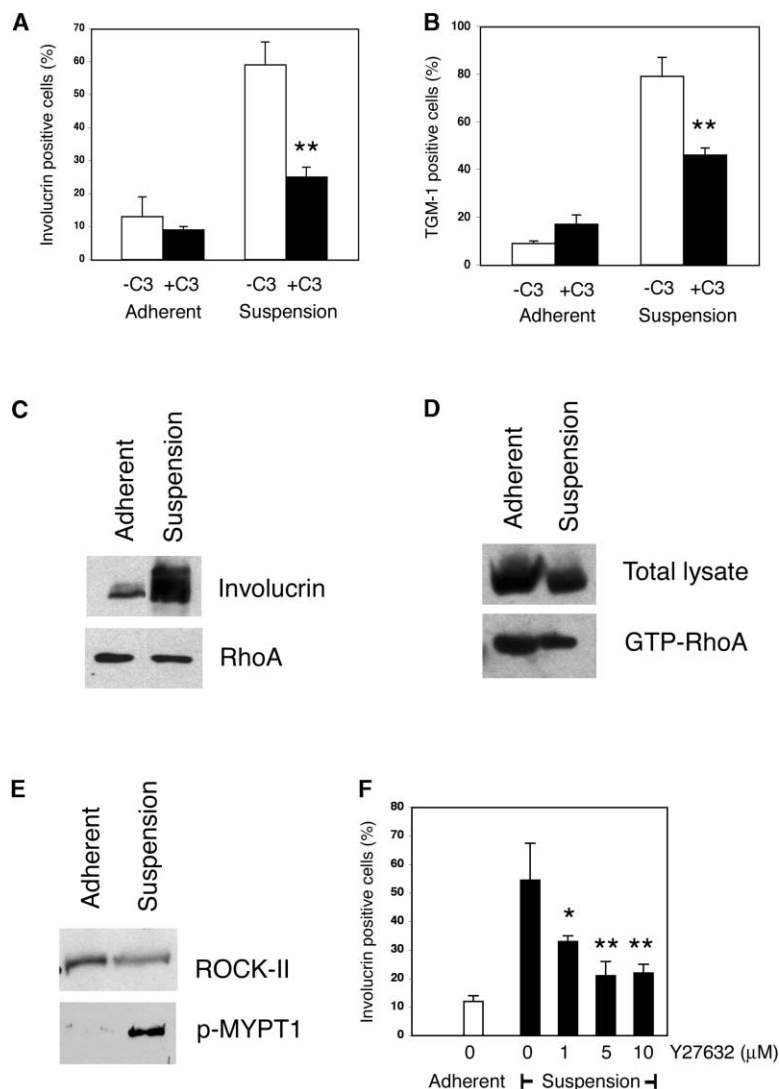 A
Involucrin positive cells (%)
70
60
50
40
30
20
10
0
**
-C3 +C3 -C3 +C3
Adherent Suspension
B
TGM-1 positive cells (%)
100
80
60
40
20
0
**
-C3 +C3 -C3 +C3
Adherent Suspension
C
Adherent
Suspension
Involucrin
RhoA
D
Adherent
Suspension
Total lysate
GTP-RhoA
E
Adherent
Suspension
ROCK-II
p-MYPT1
F
Involucrin positive cells (%)
80
70
60
50
40
30
20
10
0
* ** **
0 0 1 5 10 Y27632 (μM)
Adherent Suspension